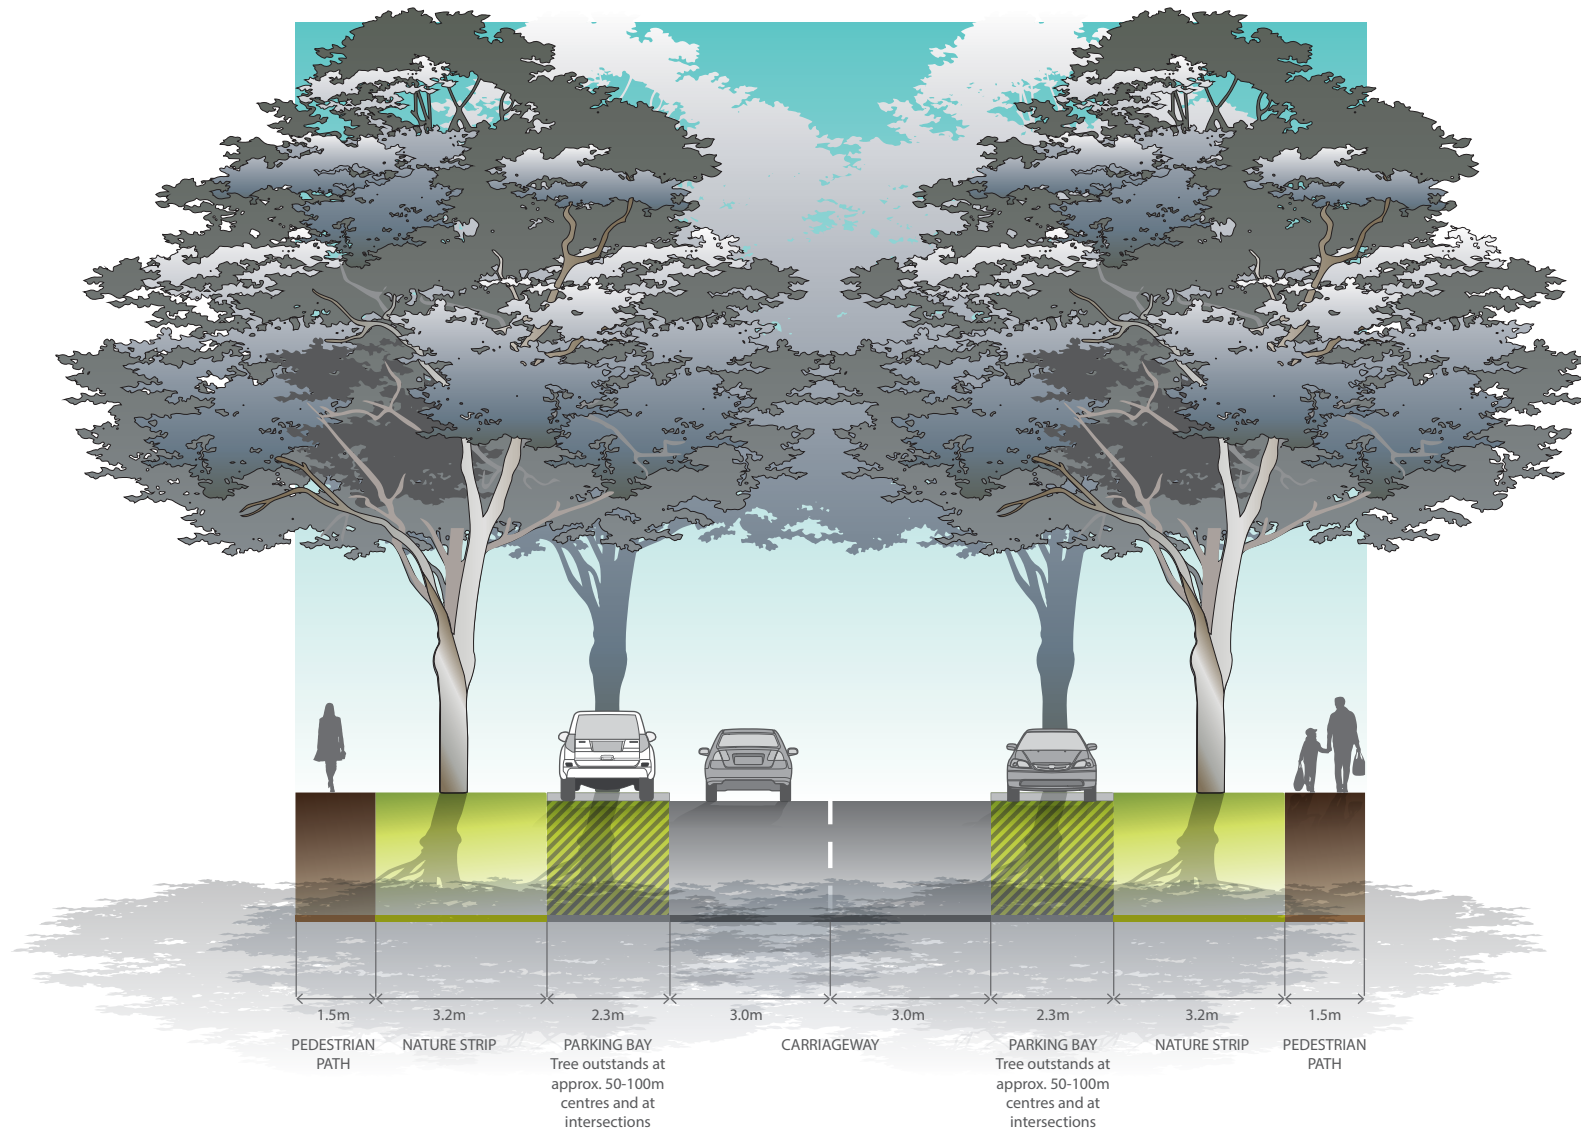 1.5m
3.2m
2.3m
3.0m
3.0m
2.3m
3.2m
1.5m
PEDESTRIAN
PATH
NATURE STRIP
PARKING BAY
Tree outstands at
approx. 50-100m
centres and at
intersections
CARRIAGEWAY
PARKING BAY
Tree outstands at
approx. 50-100m
centres and at
intersections
NATURE STRIP
PEDESTRIAN
PATH